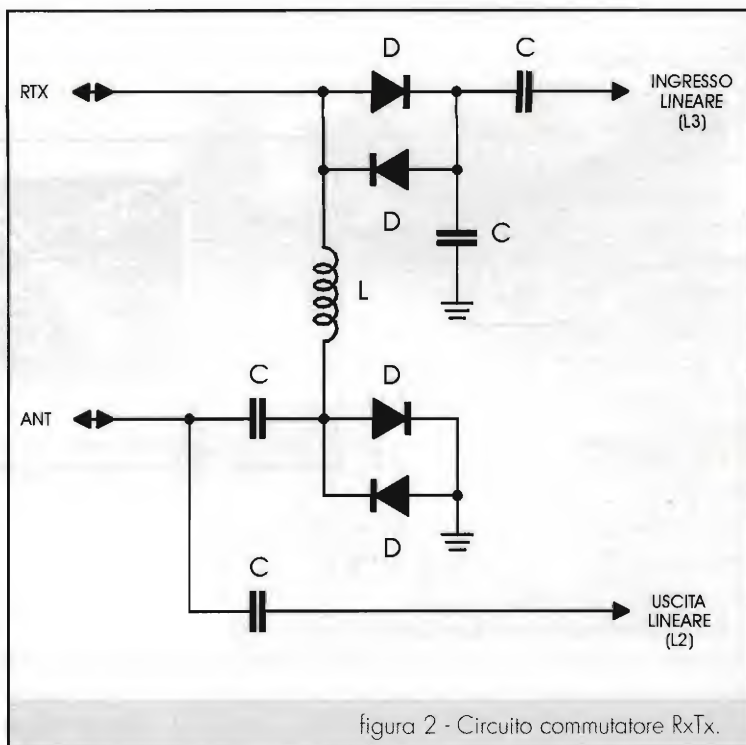 D
C
RTX
INGRESSO
LINEARE
(L3)
D
C
L
C
D
ANT
D
C
USCITA
LINEARE
(L2)
figura 2 - Circuito commutatore RxTx.